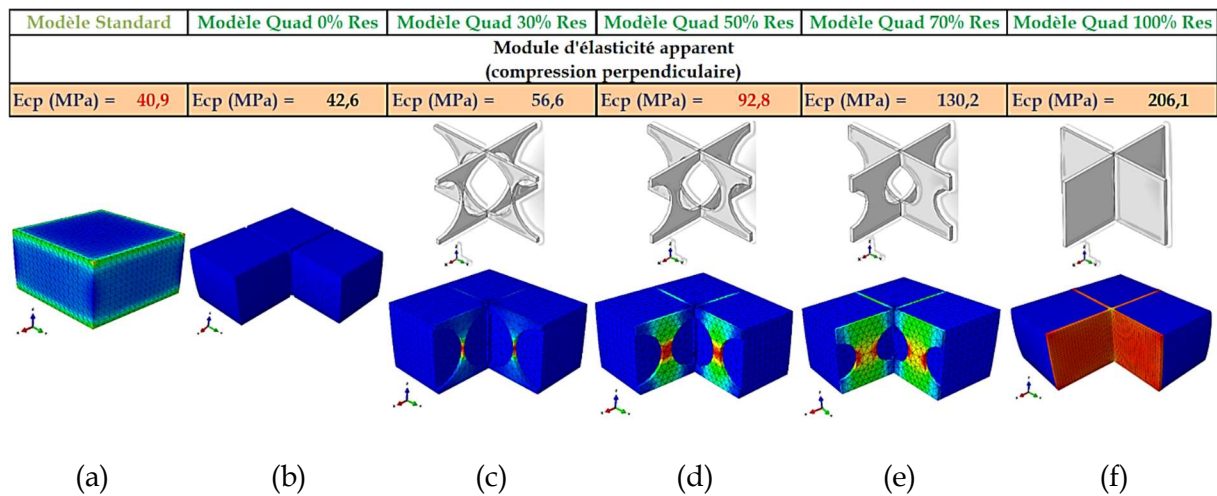 Modèle Standard Modèle Quad 0% Res Modèle Quad 30% Res Modèle Quad 50% Res Modèle Quad 70% Res Modèle Quad 100% Res
Module d'élasticité apparent
(compression perpendiculaire)
Ecp (MPa) = 40,9 Ecp (MPa) = 42,6 Ecp (MPa) = 56,6 Ecp (MPa) = 92,8 Ecp (MPa) = 130,2 Ecp (MPa) = 206,1
(a) (b) (c) (d) (e) (f)